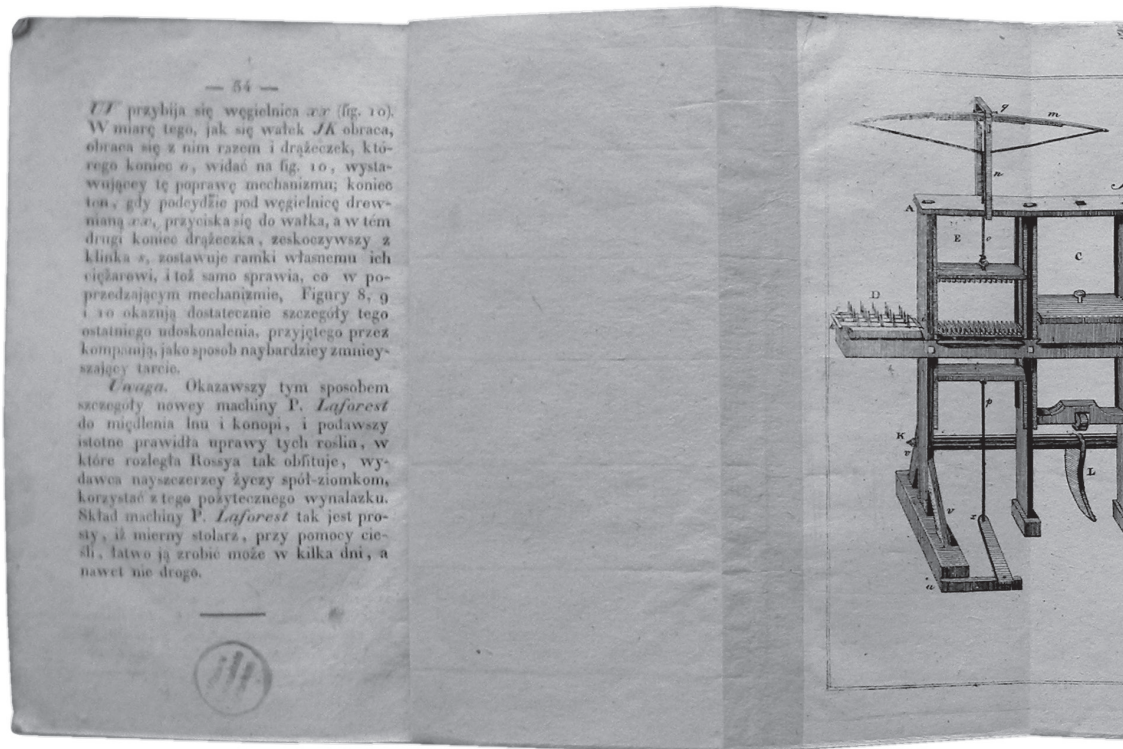 — 54 —
UT przybija się węgielnica xx (fig. 10).
W miarę tego, jak się wałek JK obraca,
obraca się z nim razem i drążeczek, któ-
rego koniec o, widać na fig. 10, wysta-
wującey tę poprawę mechanizmu; koniec
ten, gdy podeydzie pod węgielnicę drew-
nianą xx, przyciska się do wałka, a w tém
drugi koniec drążeczka, zeskoczywszy z
klinka s, zostawuje ramki własnemu ich
ciężarowi, i toż samo sprawia, co w po-
przedzającym mechanizmie, Figury 8, 9
i 10 okazują dostatecznie szczegóły tego
ostatniego udoskonalenia, przyjętego przez
kompaniją, jako sposob naybardziey zmniey-
szający tarcie.
Uwaga. Okazawszy tym sposobem
szczegóły nowey machiny P. Laforest
do międlenia lnu i konopi, i podawszy
istotne prawidła uprawy tych roślin, w
które rozległa Rossya tak obfituje, wy-
dawca nayszczerzey życzy spół-ziomkom,
korzystać z tego pożytecznego wynalazku.
Skład machiny P. Laforest tak jest pro-
sty, iż mierny stolarz, przy pomocy cie-
śli, łatwo ją zrobić może w kilka dni, a
nawet nie drogo.
q
m
n
A
E
e
C
D
p
K
r
L
v
z
a